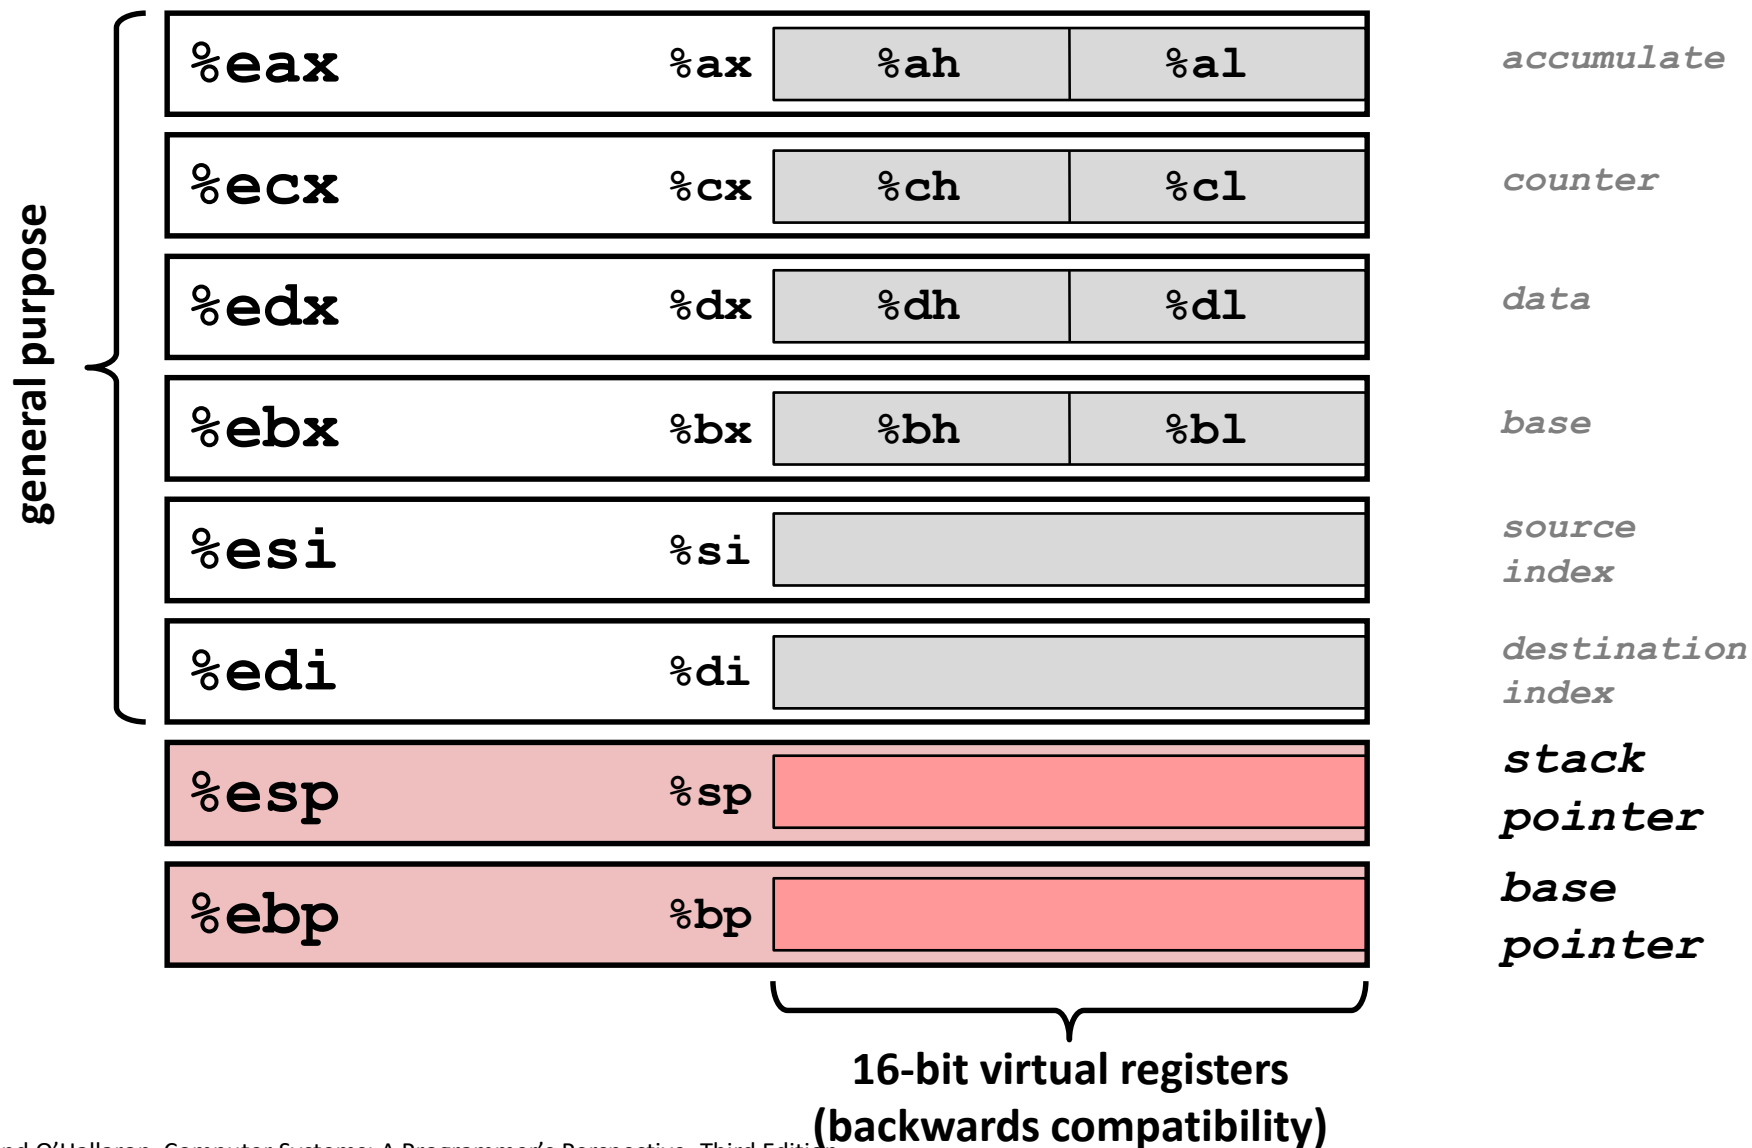 general purpose
%eax %ax %ah %al accumulate
%ecx %cx %ch %cl counter
%edx %dx %dh %dl data
%ebx %bx %bh %bl base
%esi %si source
index
%edi %di destination
index
%esp %sp stack
pointer
%ebp %bp base
pointer
16-bit virtual registers
(backwards compatibility)
O'Hallaron, Computer Systems: A Programmer's Perspective, Third Edition